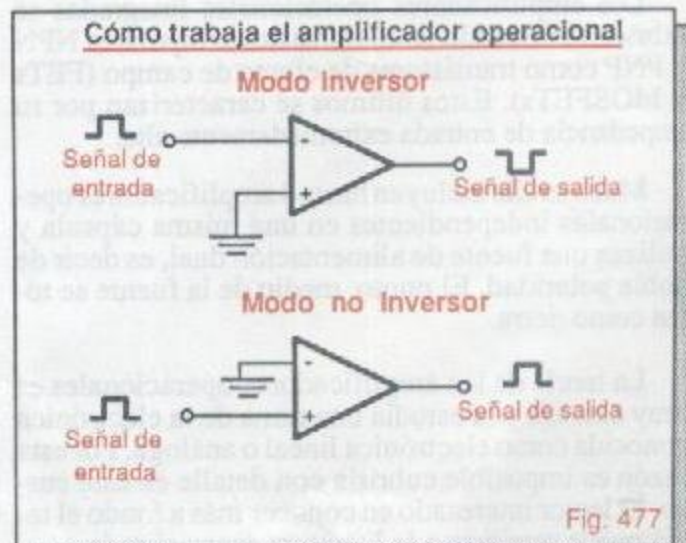 Cómo trabaja el amplificador operacional
Modo Inversor
-
+
Señal de
entrada
Señal de salida
Modo no Inversor
-
+
Señal de
entrada
Señal de salida
Fig. 477